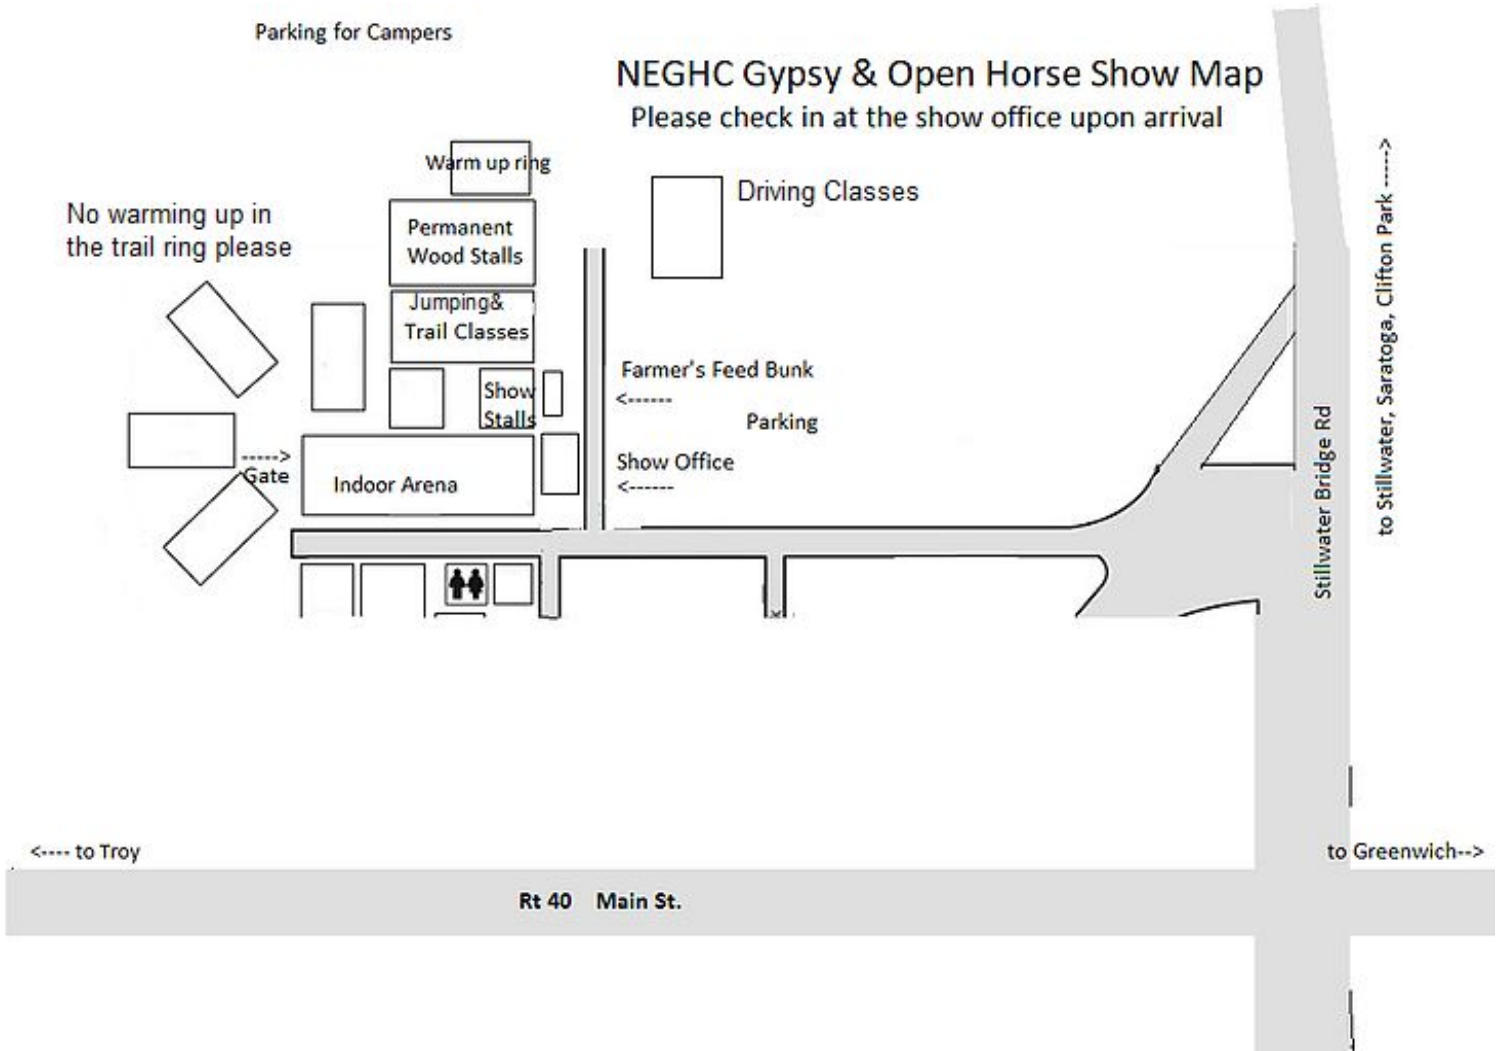 Parking for Campers
NEGHC Gypsy & Open Horse Show Map
Please check in at the show office upon arrival
Warm up ring
Driving Classes
No warming up in
the trail ring please
Permanent
Wood Stalls
Jumping&
Trail Classes
Farmer's Feed Bunk
<------
Show
Stalls
Parking
----->
Gate
Indoor Arena
Show Office
<------
Stillwater Bridge Rd
to Stillwater, Saratoga, Clifton Park ----->
<---- to Troy
to Greenwich-->
Rt 40 Main St.